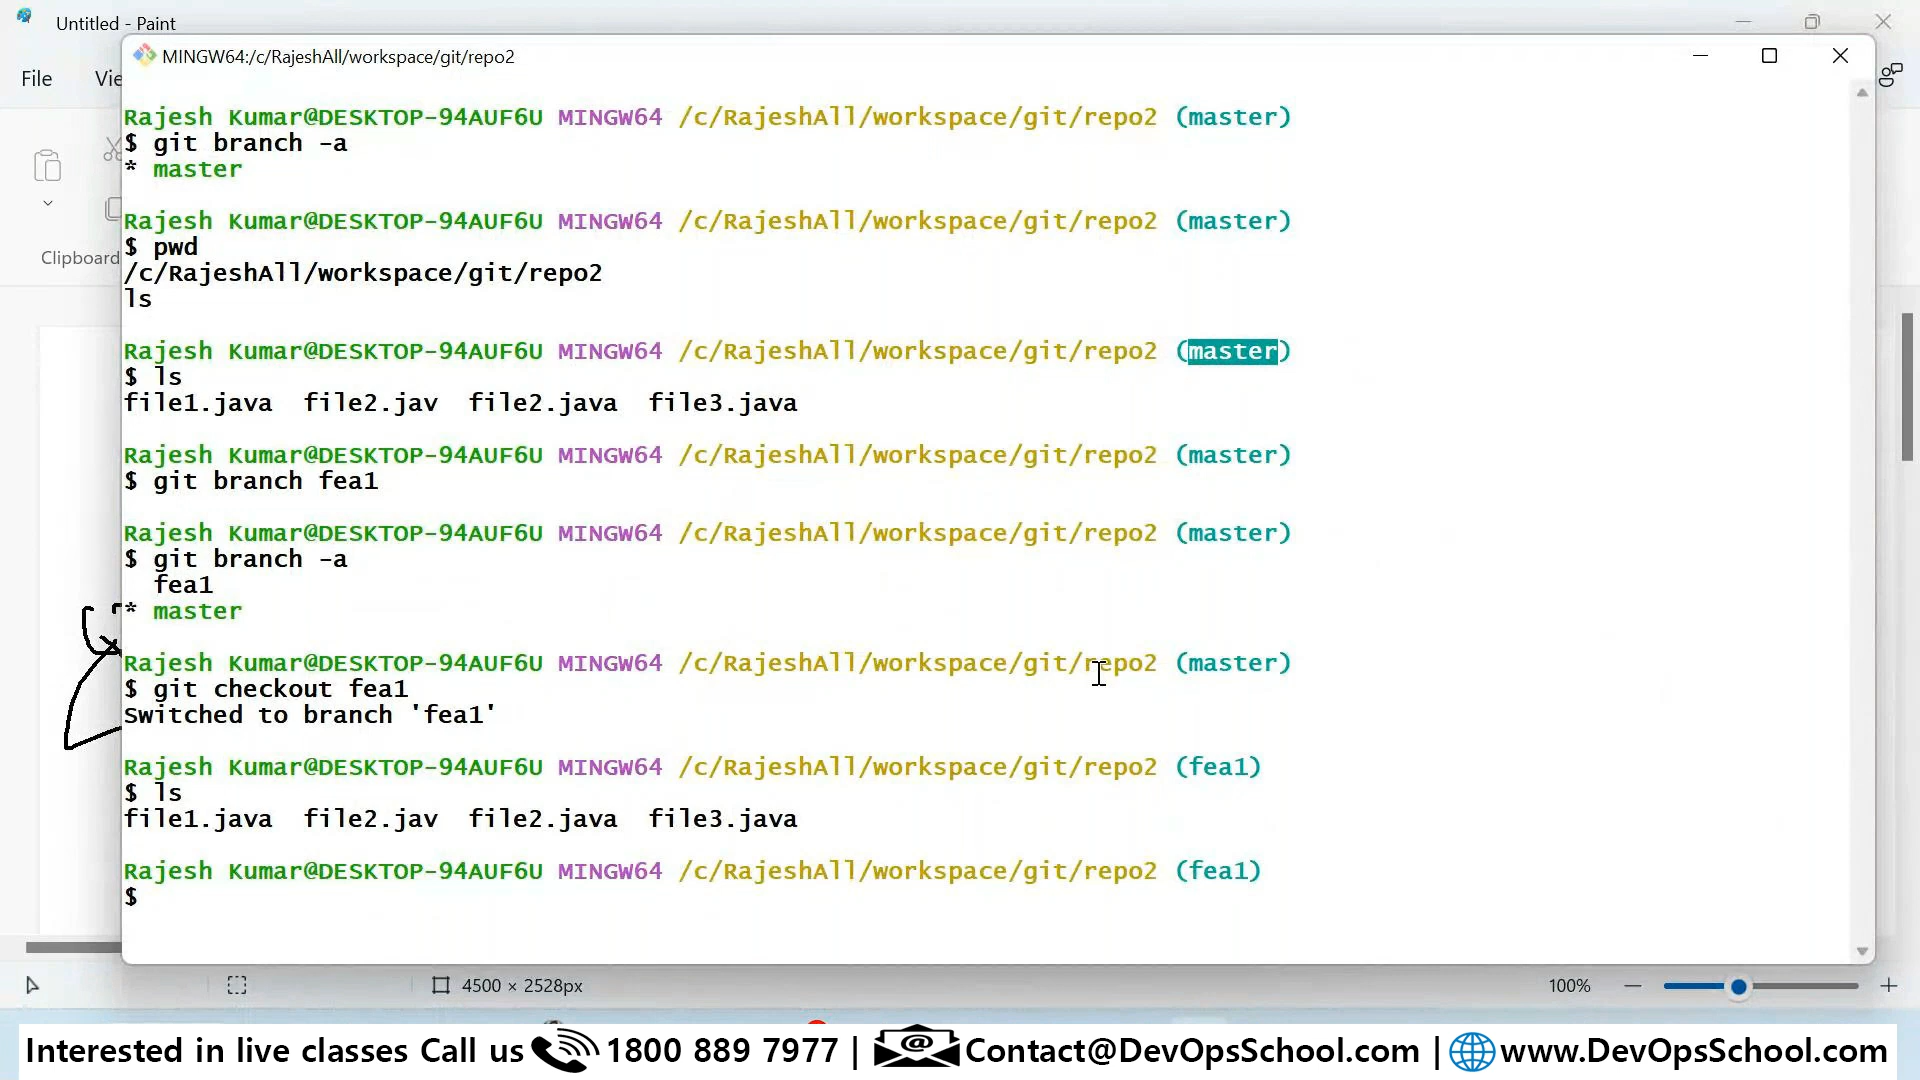 Untitled - Paint
MINGW64:/c/RajeshAll/workspace/git/repo2
File
Vie
Clipboard
Rajesh Kumar@DESKTOP-94AUF6U MINGW64 /c/RajeshAll/workspace/git/repo2 (master)
$ git branch -a
* master
Rajesh Kumar@DESKTOP-94AUF6U MINGW64 /c/RajeshAll/workspace/git/repo2 (master)
$ pwd
/c/RajeshAll/workspace/git/repo2
ls
Rajesh Kumar@DESKTOP-94AUF6U MINGW64 /c/RajeshAll/workspace/git/repo2 (master)
$ ls
file1.java  file2.jav  file2.java  file3.java
Rajesh Kumar@DESKTOP-94AUF6U MINGW64 /c/RajeshAll/workspace/git/repo2 (master)
$ git branch fea1
Rajesh Kumar@DESKTOP-94AUF6U MINGW64 /c/RajeshAll/workspace/git/repo2 (master)
$ git branch -a
  fea1
* master
Rajesh Kumar@DESKTOP-94AUF6U MINGW64 /c/RajeshAll/workspace/git/repo2 (master)
$ git checkout fea1
Switched to branch 'fea1'
Rajesh Kumar@DESKTOP-94AUF6U MINGW64 /c/RajeshAll/workspace/git/repo2 (fea1)
$ ls
file1.java  file2.jav  file2.java  file3.java
Rajesh Kumar@DESKTOP-94AUF6U MINGW64 /c/RajeshAll/workspace/git/repo2 (fea1)
$
4500 × 2528px
100%
Interested in live classes Call us 1800 889 7977 | Contact@DevOpsSchool.com | www.DevOpsSchool.com